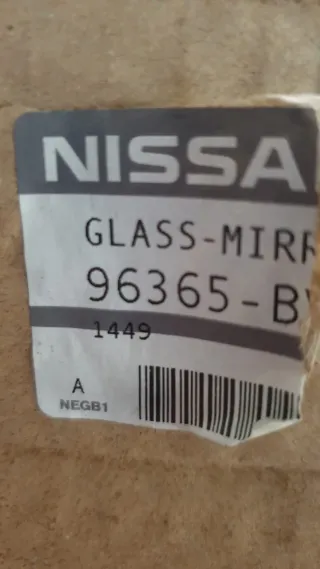 NISSA
GLASS-MIRR
96365-B
1449
A
NEGB1